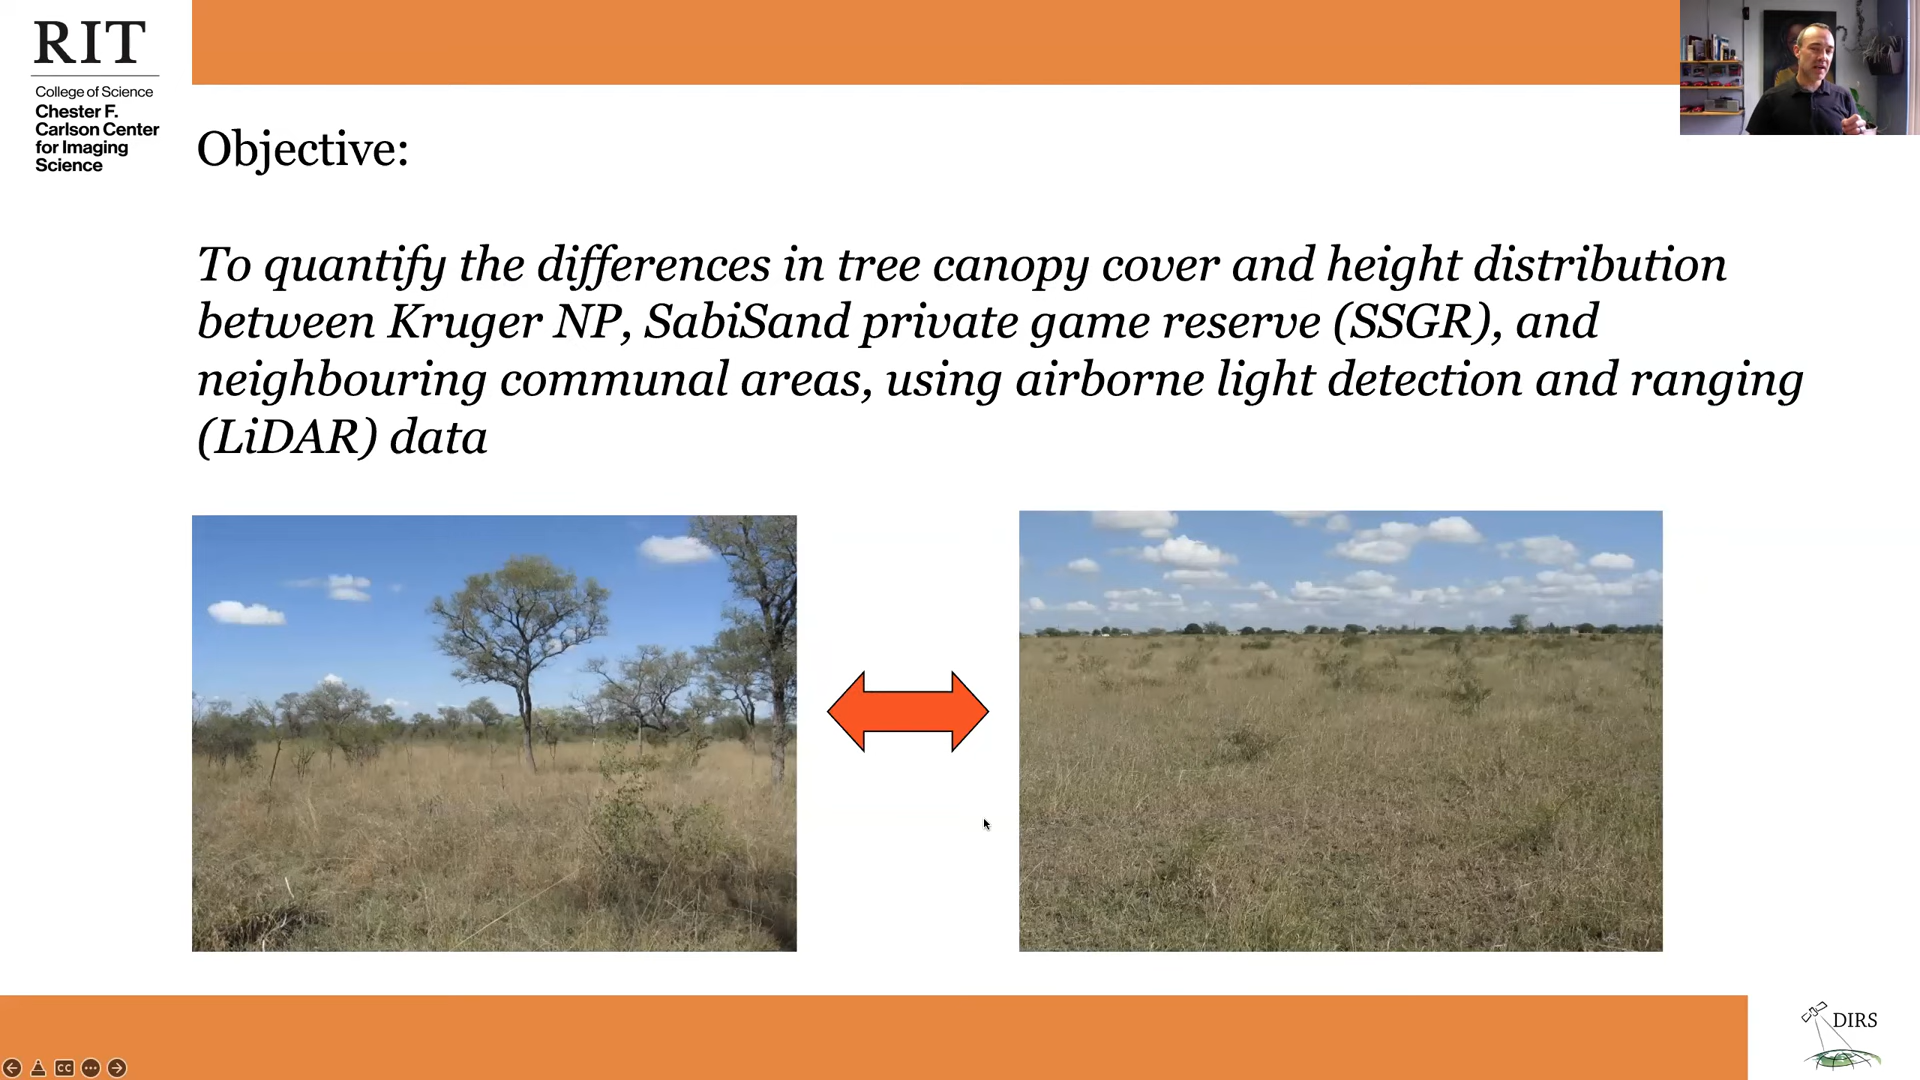 RIT
College of Science
Chester F.
Carlson Center
for Imaging
Science
Objective:
To quantify the differences in tree canopy cover and height distribution
between Kruger NP, SabiSand private game reserve (SSGR), and
neighbouring communal areas, using airborne light detection and ranging
(LiDAR) data
DIRS
CC